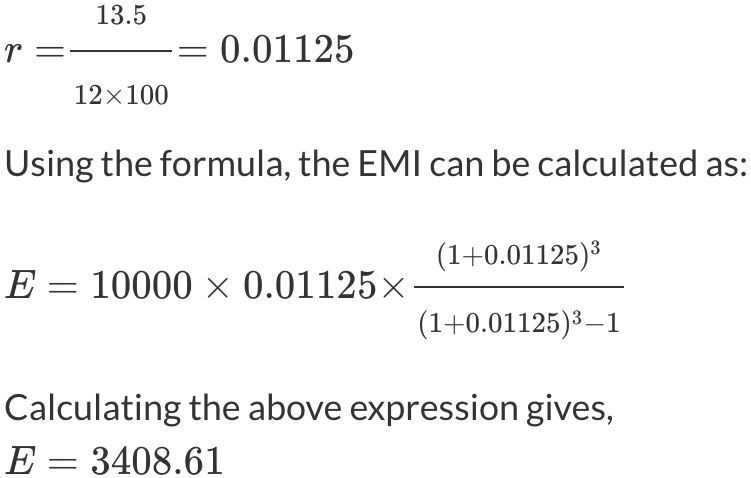 r = 13.5 / 12×100 = 0.01125
Using the formula, the EMI can be calculated as:
E = 10000 × 0.01125× (1+0.01125)³ / (1+0.01125)³−1
Calculating the above expression gives,
E = 3408.61